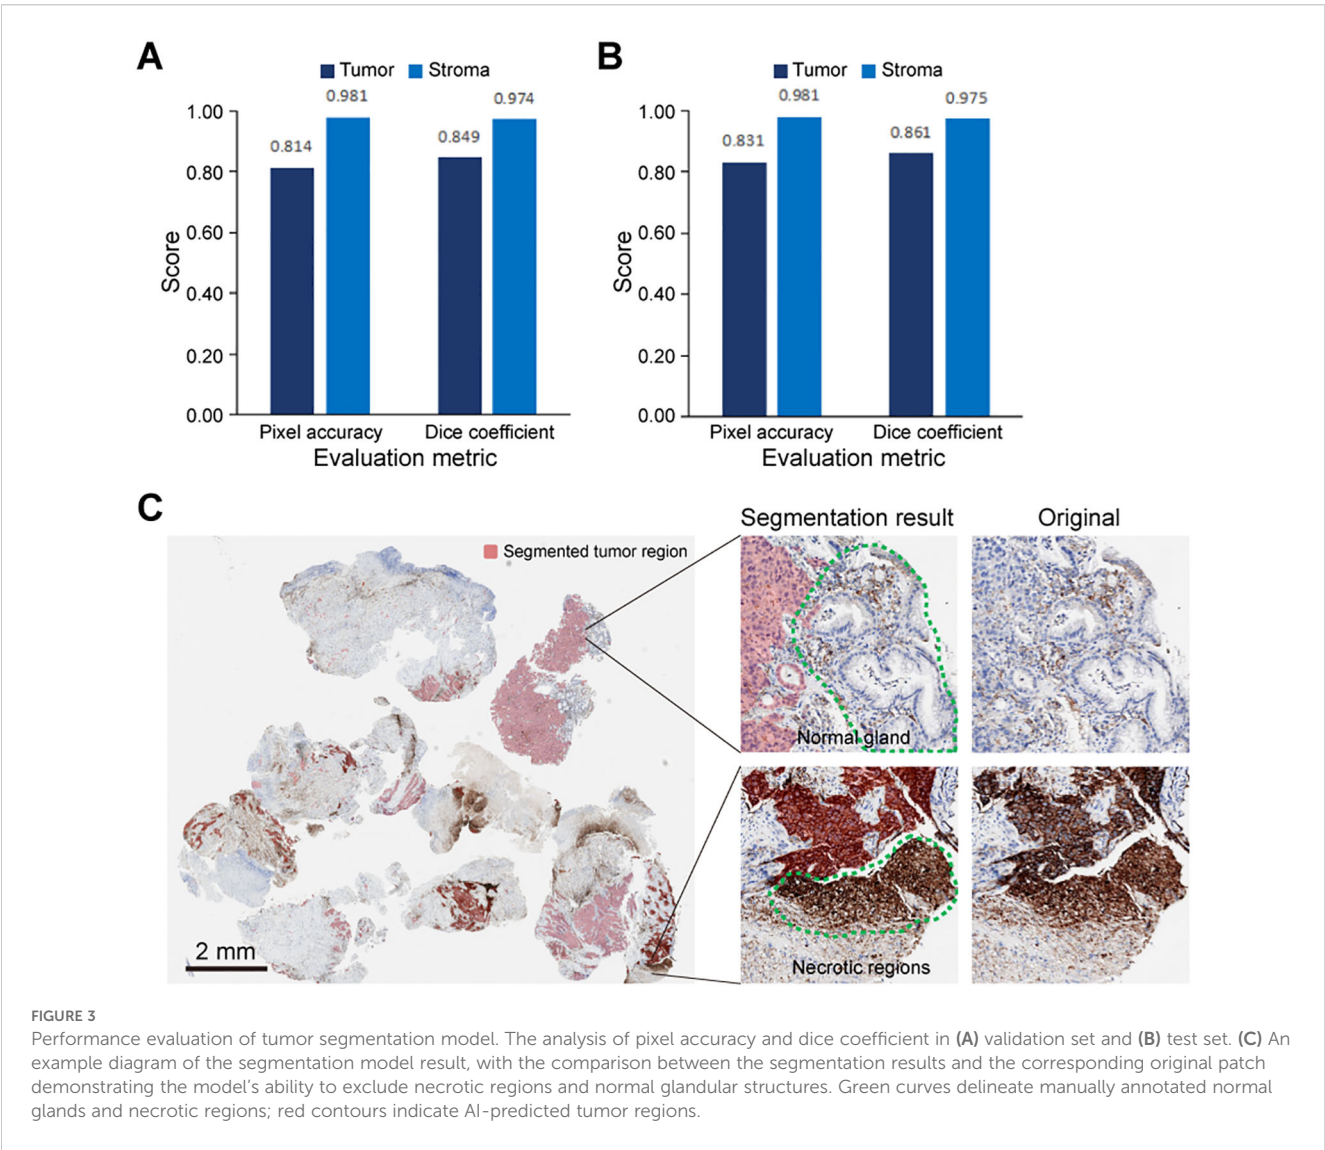 A
Tumor Stroma
0.981
0.974
0.849
0.814
1.00
0.80
0.60
0.40
0.20
0.00
Score
Pixel accuracy Dice coefficient
Evaluation metric
B
Tumor Stroma
0.981
0.975
0.861
0.831
1.00
0.80
0.60
0.40
0.20
0.00
Score
Pixel accuracy Dice coefficient
Evaluation metric
C
Segmented tumor region
2 mm
Segmentation result
Original
Normal gland
Necrotic regions
FIGURE 3
Performance evaluation of tumor segmentation model. The analysis of pixel accuracy and dice coefficient in (A) validation set and (B) test set. (C) An
example diagram of the segmentation model result, with the comparison between the segmentation results and the corresponding original patch
demonstrating the model's ability to exclude necrotic regions and normal glandular structures. Green curves delineate manually annotated normal
glands and necrotic regions; red contours indicate AI-predicted tumor regions.